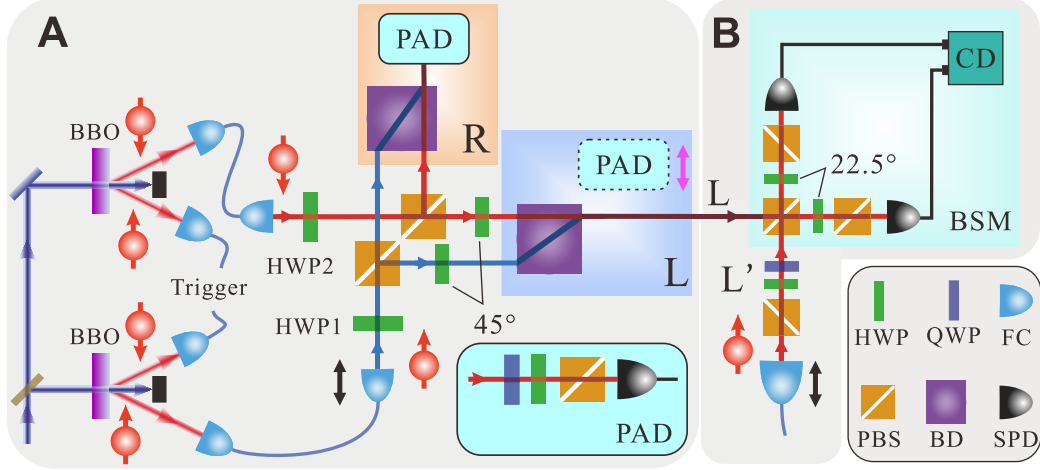 A
PAD
R
BBO
HWP2
Trigger
BBO
HWP1
45°
PAD
L
L
PAD
B
CD
22.5°
BSM
L’
HWP
QWP
FC
PBS
BD
SPD